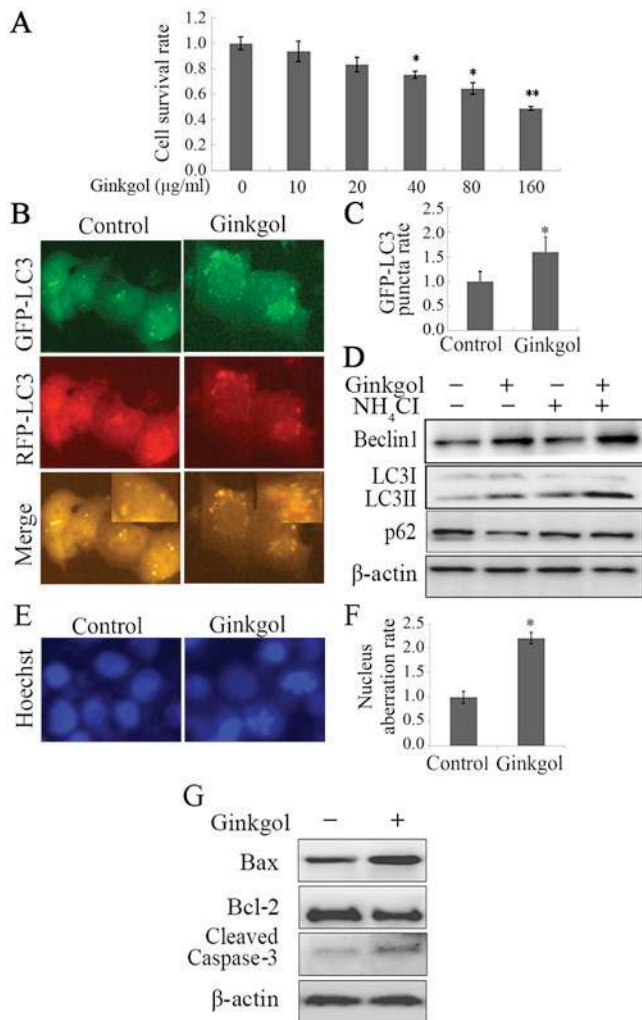 A
Cell survival rate
1.2
1.0
0.8
0.6
0.4
0.2
0.0
* * **
Ginkgol (μg/ml) 0 10 20 40 80 160
B
Control Ginkgol
GFP-LC3
RFP-LC3
Merge
C
GFP-LC3
puncta rate
2.5
2.0
1.5
1.0
0.5
0.0
*
Control Ginkgol
D
Ginkgol − + − +
NH4Cl − − + +
Beclin1
LC3I
LC3II
p62
β-actin
E
Control Ginkgol
Hoechst
F
Nucleus
aberration rate
2.5
2.0
1.5
1.0
0.5
0.0
*
Control Ginkgol
G
Ginkgol − +
Bax
Bcl-2
Cleaved
Caspase-3
β-actin